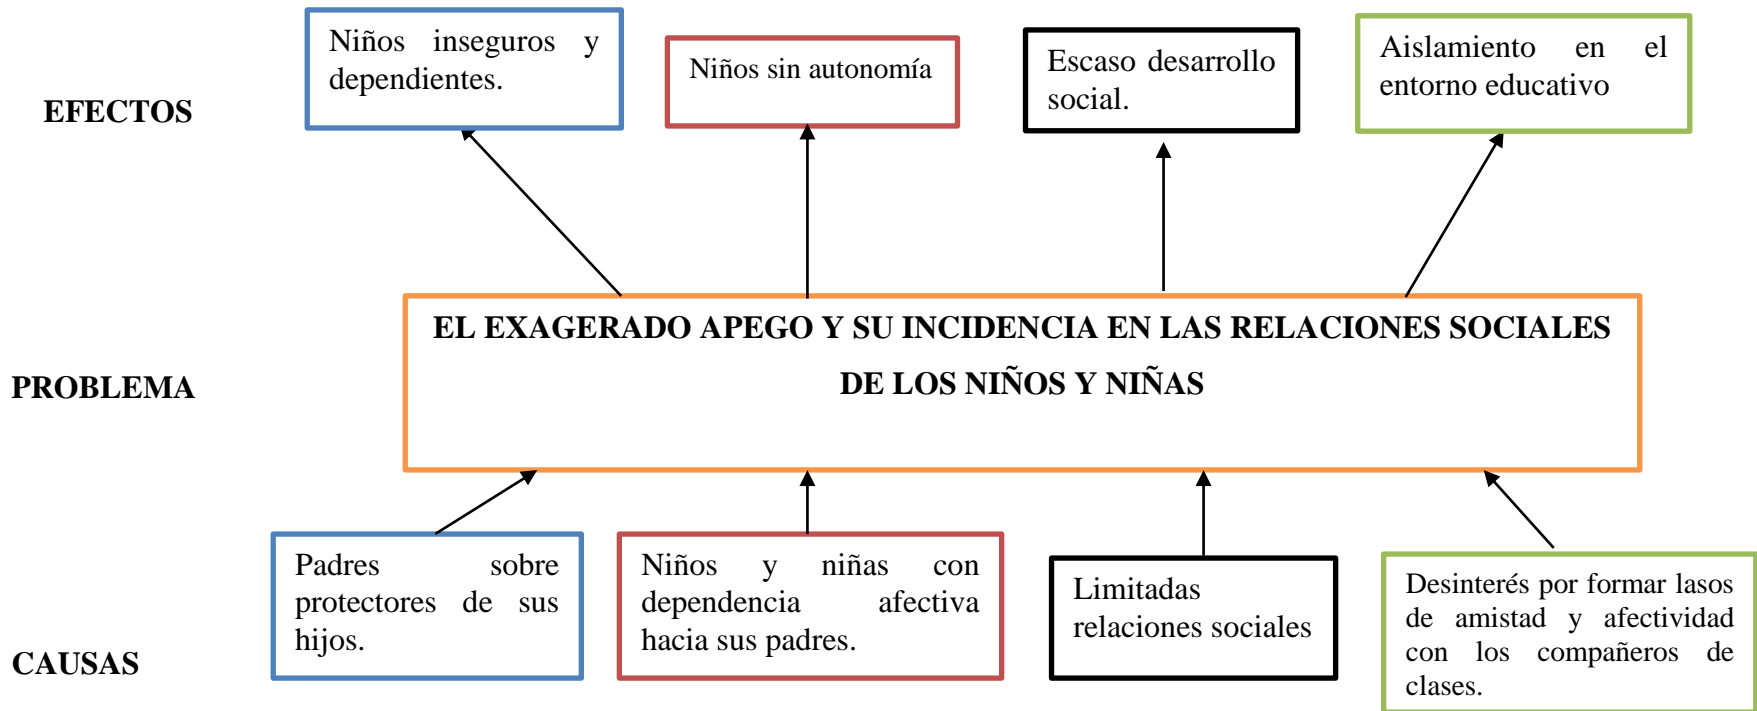 Niños inseguros y
dependientes.
Niños sin autonomía
Escaso desarrollo
social.
Aislamiento en el
entorno educativo
EFECTOS
EL EXAGERADO APEGO Y SU INCIDENCIA EN LAS RELACIONES SOCIALES
DE LOS NIÑOS Y NIÑAS
PROBLEMA
Padres sobre
protectores de sus
hijos.
Niños y niñas con
dependencia afectiva
hacia sus padres.
Limitadas
relaciones sociales
Desinterés por formar lasos
de amistad y afectividad
con los compañeros de
clases.
CAUSAS